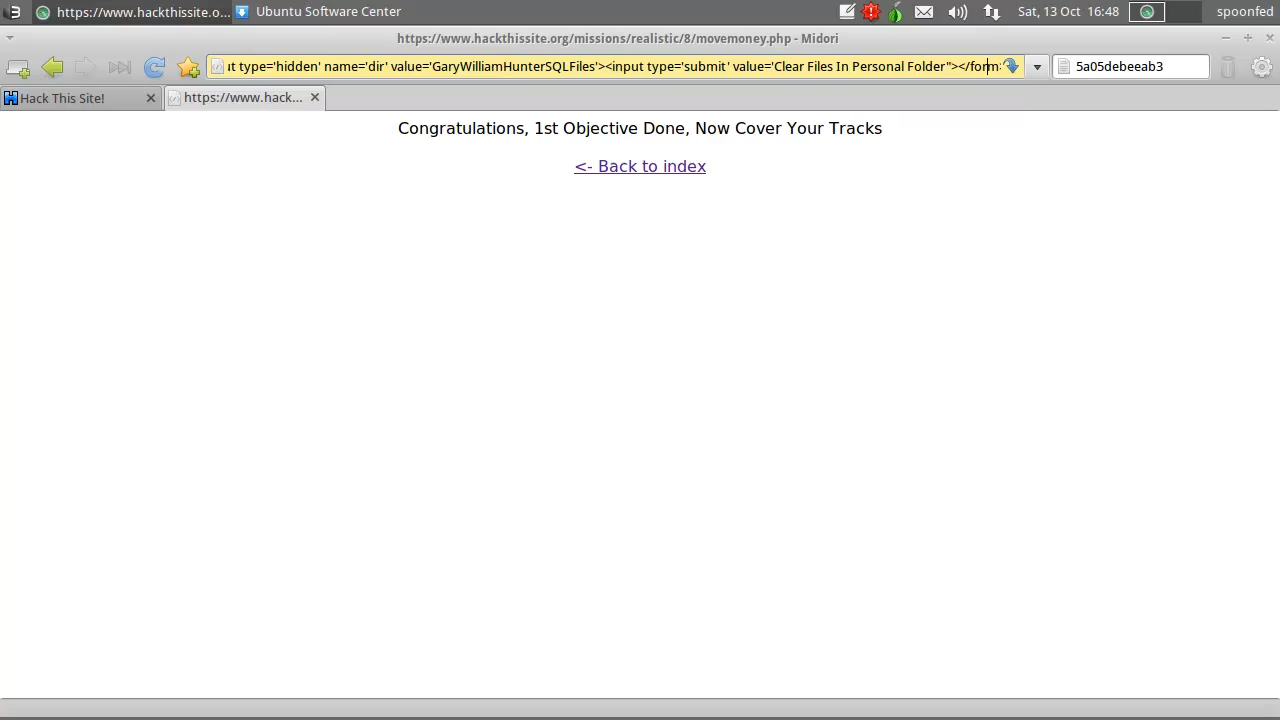 https://www.hackthissite.o... Ubuntu Software Center Sat, 13 Oct 16:48 spoonfed
https://www.hackthissite.org/missions/realistic/8/movemoney.php - Midori
type='hidden' name='dir' value='GaryWilliamHunterSQLFiles'><input type='submit' value='Clear Files In Personal Folder"></form> 5a05debeeab3
Hack This Site! https://www.hack...
Congratulations, 1st Objective Done, Now Cover Your Tracks
<- Back to index